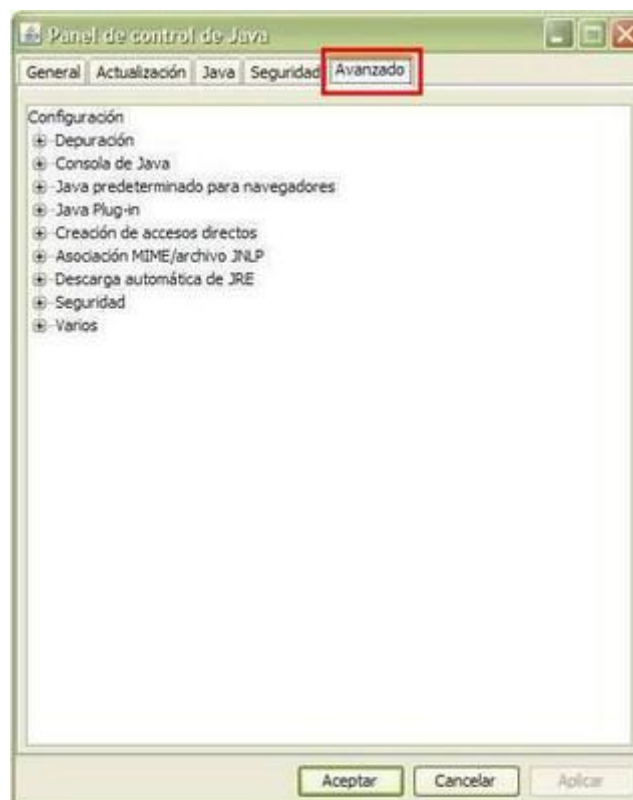 Panel de control de Java
General Actualización Java Seguridad Avanzado
Configuración
Depuración
Consola de Java
Java predeterminado para navegadores
Java Plug-in
Creación de accesos directos
Asociación MIME/archivo JNLP
Descarga automática de JRE
Seguridad
Varios
Aceptar Cancelar Aplicar